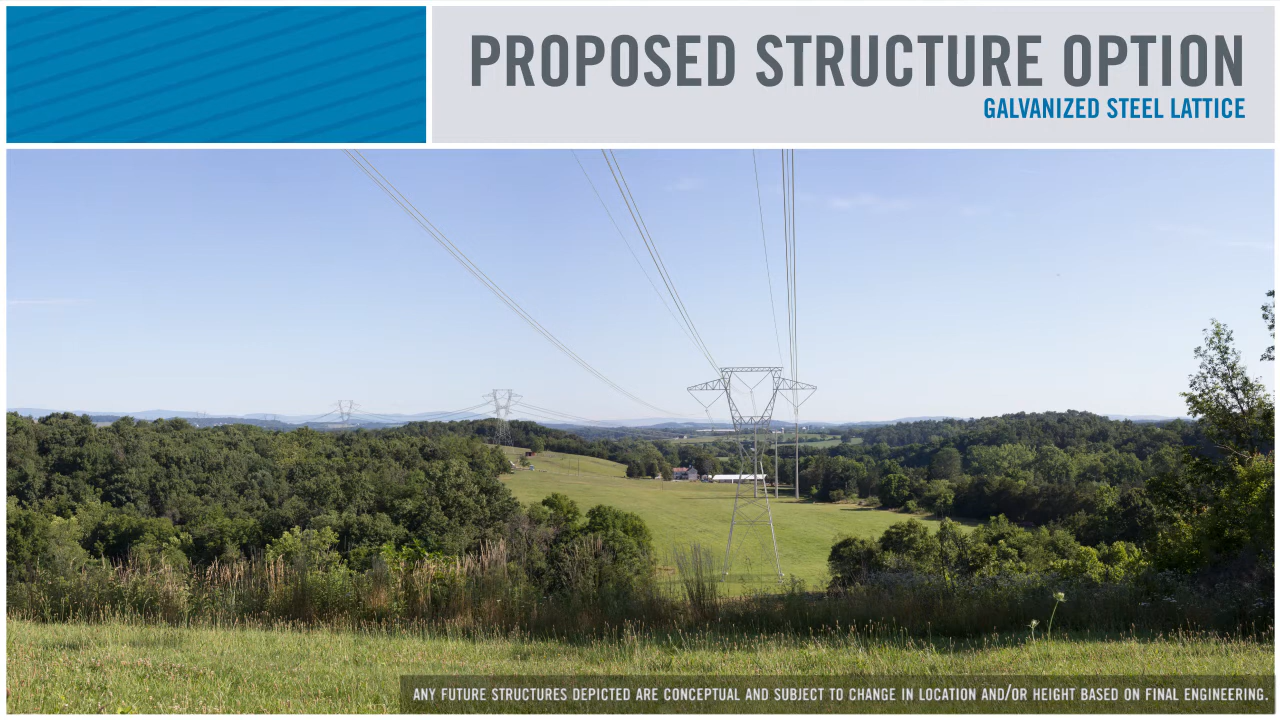 PROPOSED STRUCTURE OPTION
GALVANIZED STEEL LATTICE
ANY FUTURE STRUCTURES DEPICTED ARE CONCEPTUAL AND SUBJECT TO CHANGE IN LOCATION AND/OR HEIGHT BASED ON FINAL ENGINEERING.